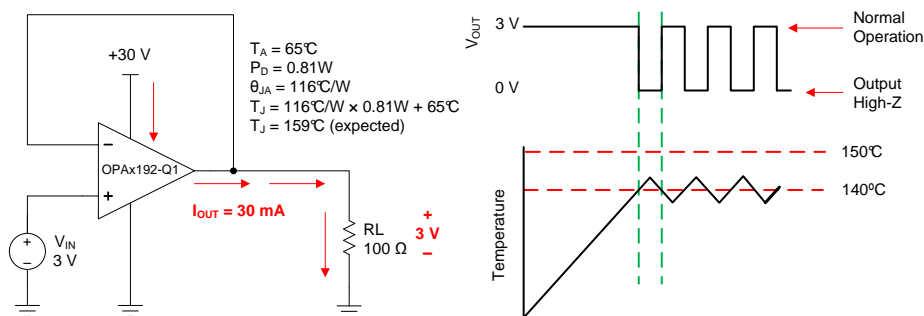 +30 V
OPAx192-Q1
−
+
+
−
V_IN
3 V
T_A = 65°C
P_D = 0.81W
θ_JA = 116°C/W
T_J = 116°C/W × 0.81W + 65°C
T_J = 159°C (expected)
I_OUT = 30 mA
RL
100 Ω
+
3 V
−
V_OUT
3 V
0 V
Normal
Operation
Output
High-Z
Temperature
150°C
140ºC